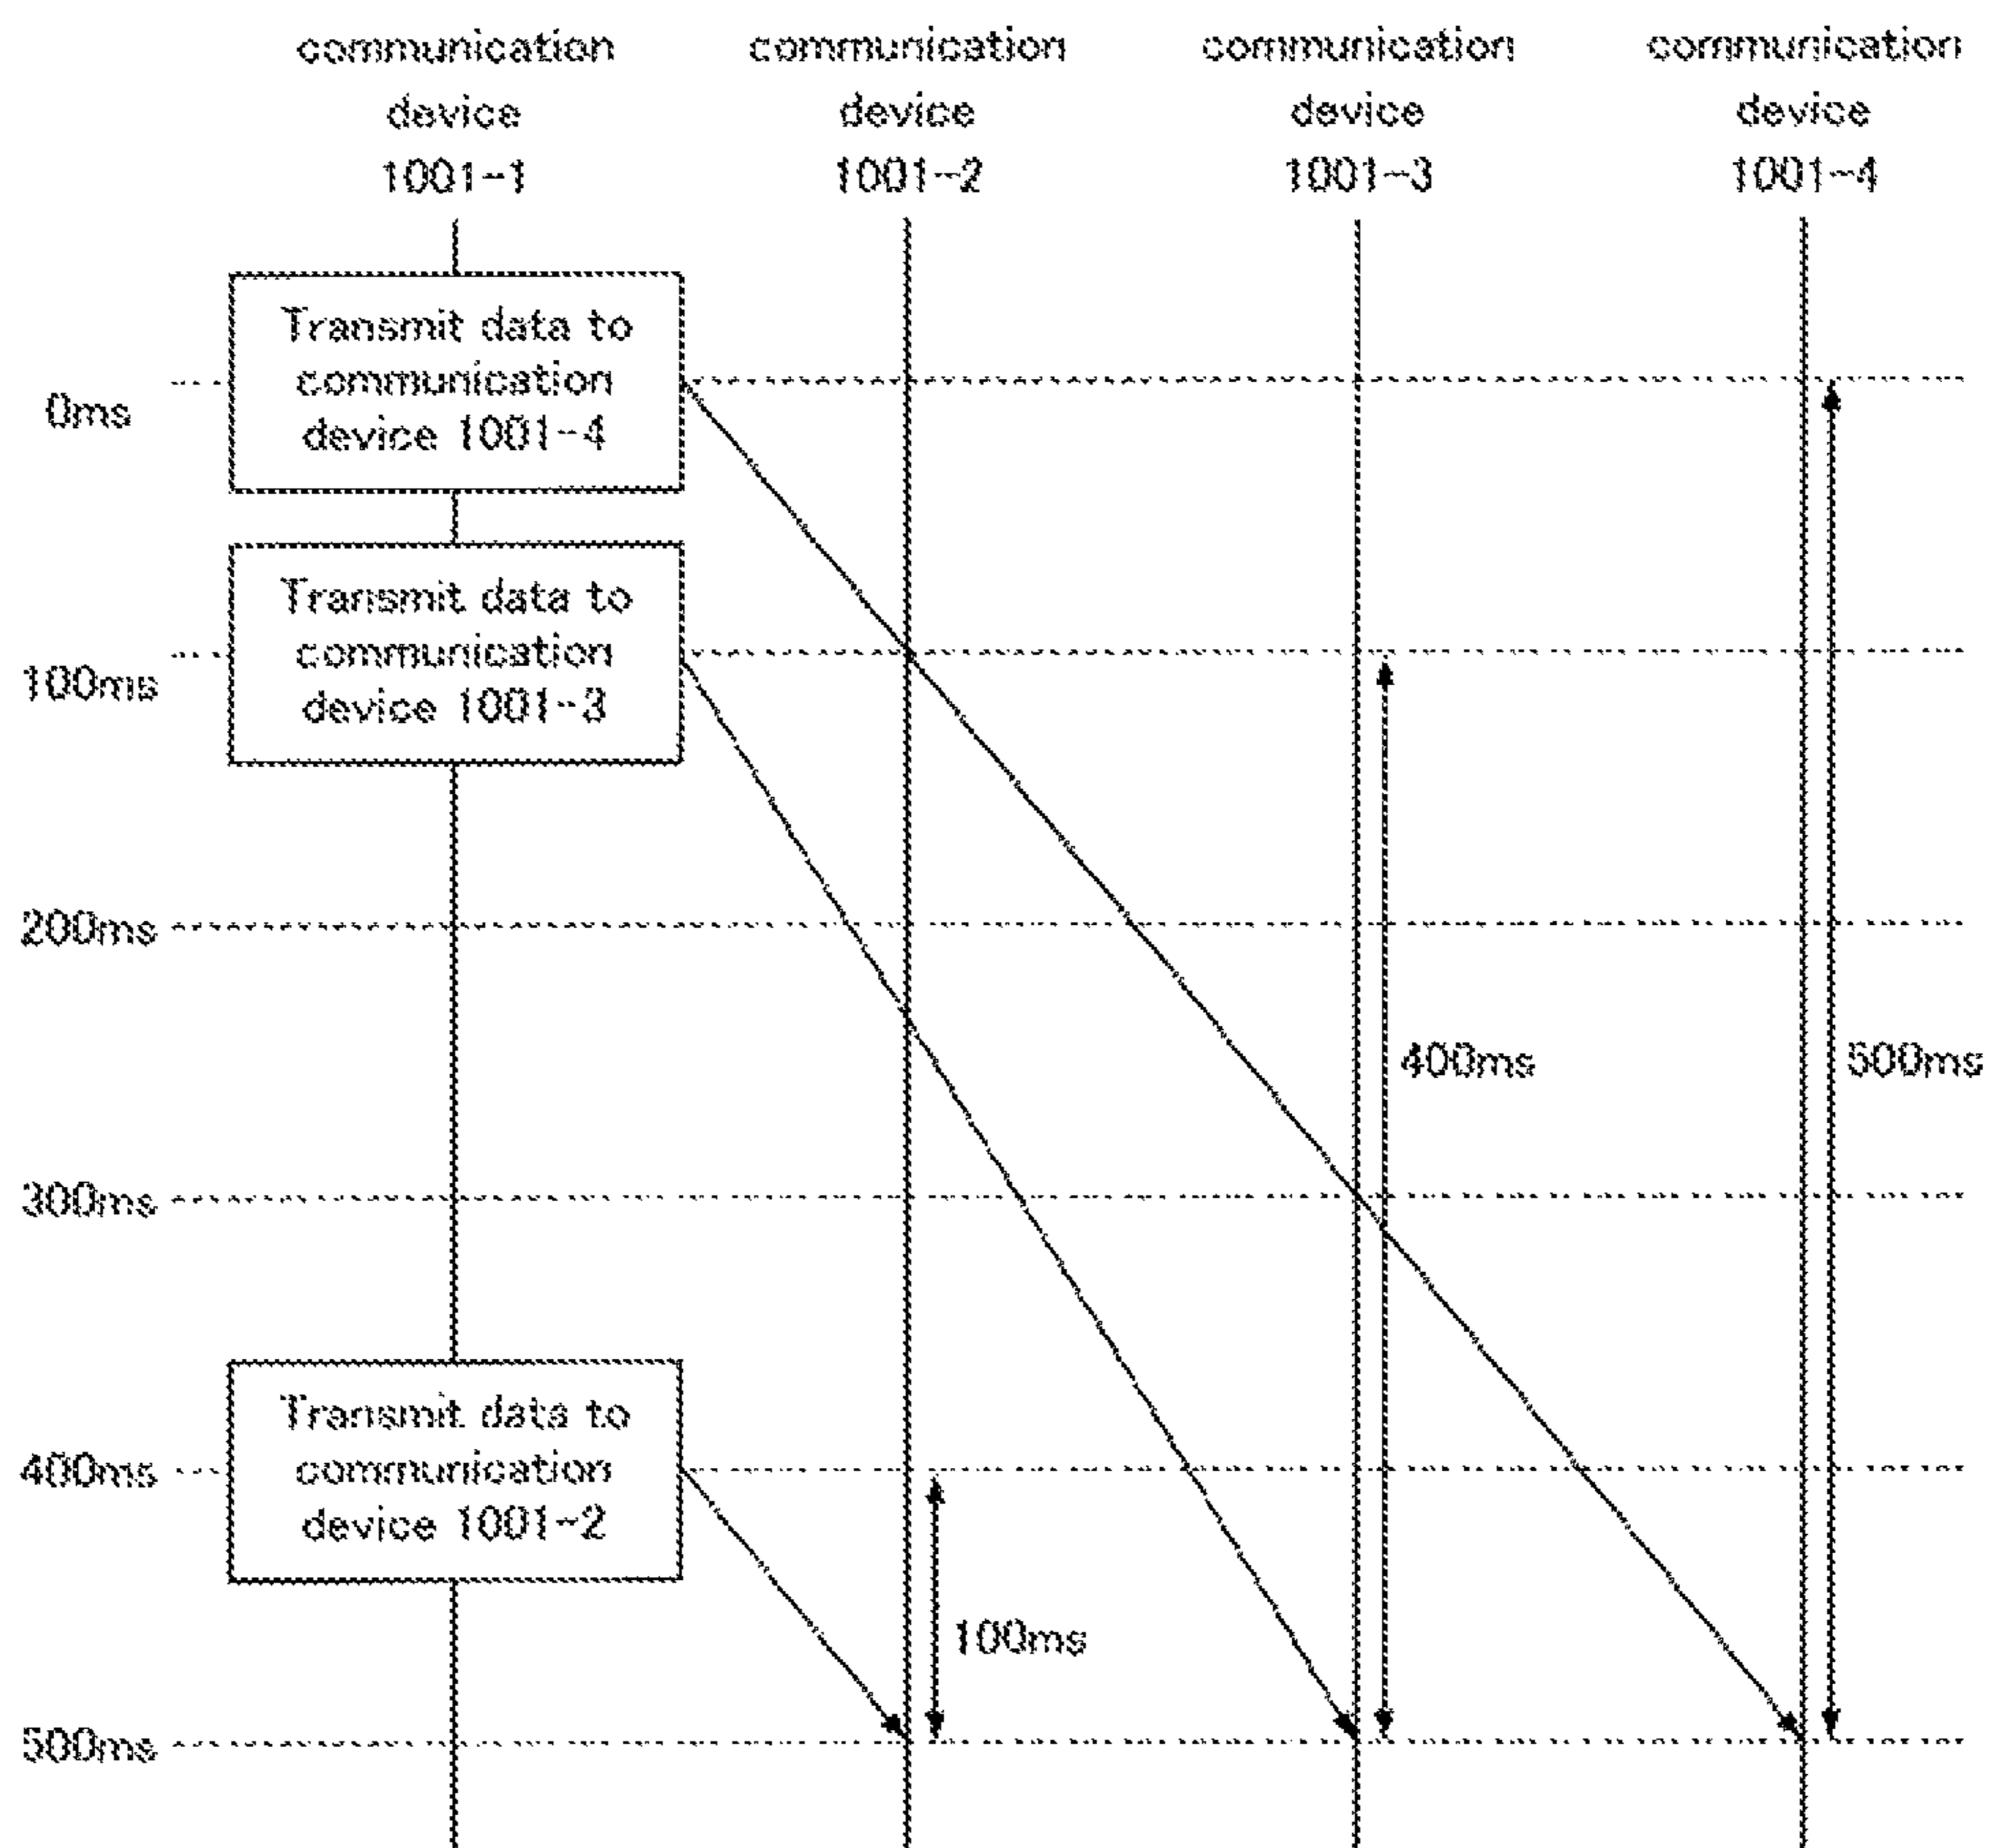 communication
device
1001-1
communication
device
1001-2
communication
device
1001-3
communication
device
1001-4
Transmit data to
communication
device 1001-4
0ms
Transmit data to
communication
device 1001-3
100ms
200ms
400ms
500ms
300ms
Transmit data to
communication
device 1001-2
400ms
100ms
500ms